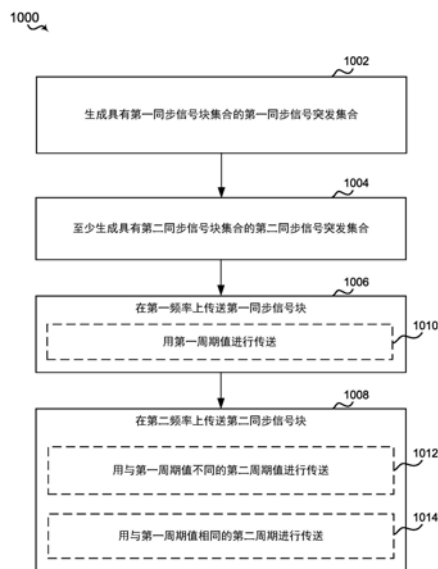 1000
1002
生成具有第一同步信号块集合的第一同步信号突发集合
1004
至少生成具有第二同步信号块集合的第二同步信号突发集合
1006
在第一频率上传送第一同步信号块
1010
用第一周期值进行传送
1008
在第二频率上传送第二同步信号块
1012
用与第一周期值不同的第二周期值进行传送
1014
用与第一周期值相同的第二周期进行传送